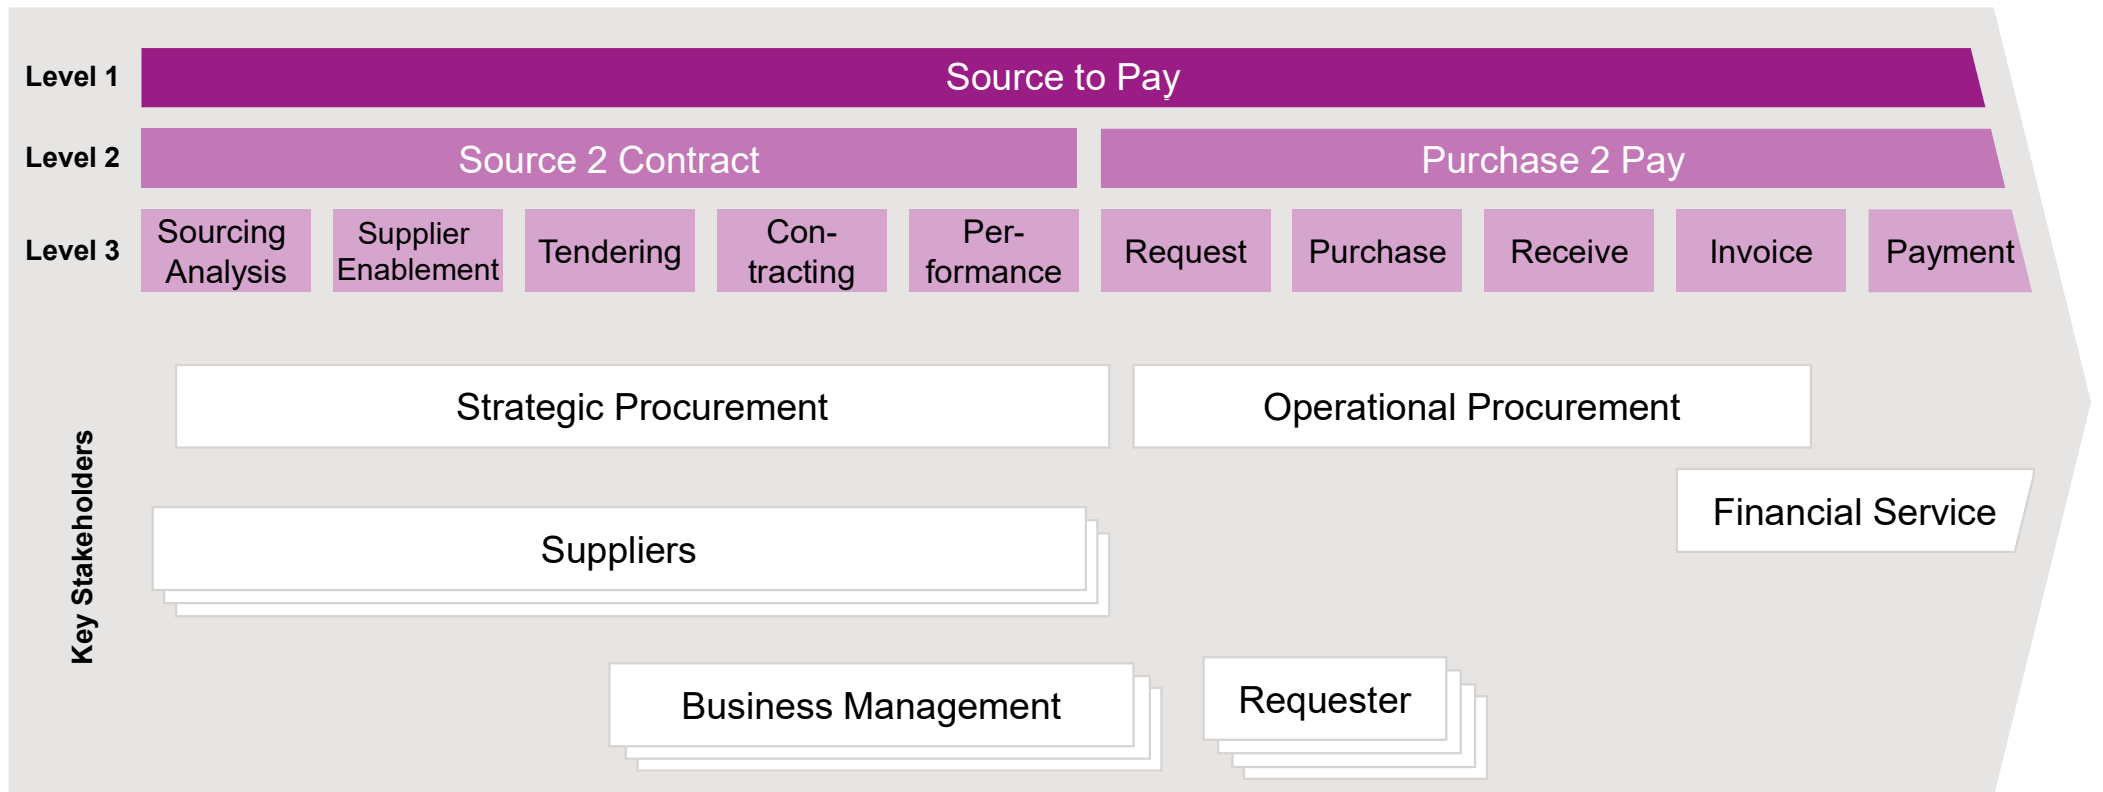 Level 1
Source to Pay
Level 2
Source 2 Contract
Purchase 2 Pay
Level 3
Sourcing
Analysis
Supplier
Enablement
Tendering
Con-
tracting
Per-
formance
Request
Purchase
Receive
Invoice
Payment
Key Stakeholders
Strategic Procurement
Operational Procurement
Financial Service
Suppliers
Business Management
Requester